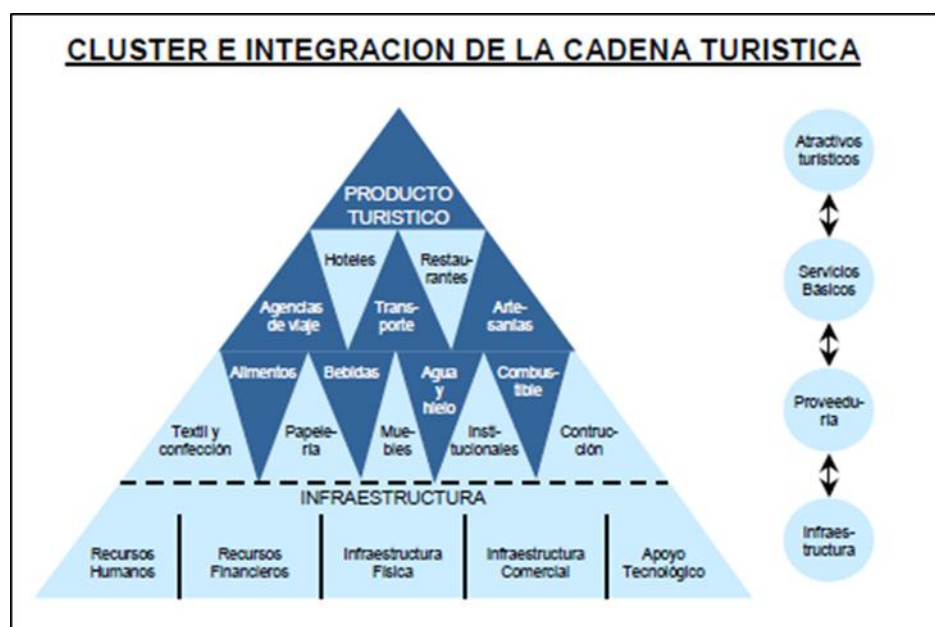 CLUSTER E INTEGRACION DE LA CADENA TURISTICA
PRODUCTO
TURISTICO
Hoteles
Restau-
rantes
Agencias
de viaje
Trans-
porte
Arte-
sanías
Alimentos
Bebidas
Agua
y
hielo
Combus-
tible
Textil y
confección
Papele-
ría
Mue-
bles
Insti-
tucionales
Contruc-
ción
INFRAESTRUCTURA
Recursos
Humanos
Recursos
Financieros
Infraestructura
Física
Infraestructura
Comercial
Apoyo
Tecnológico
Atractivos
turísticos
Servicios
Básicos
Proveedu-
ría
Infraes-
tructura